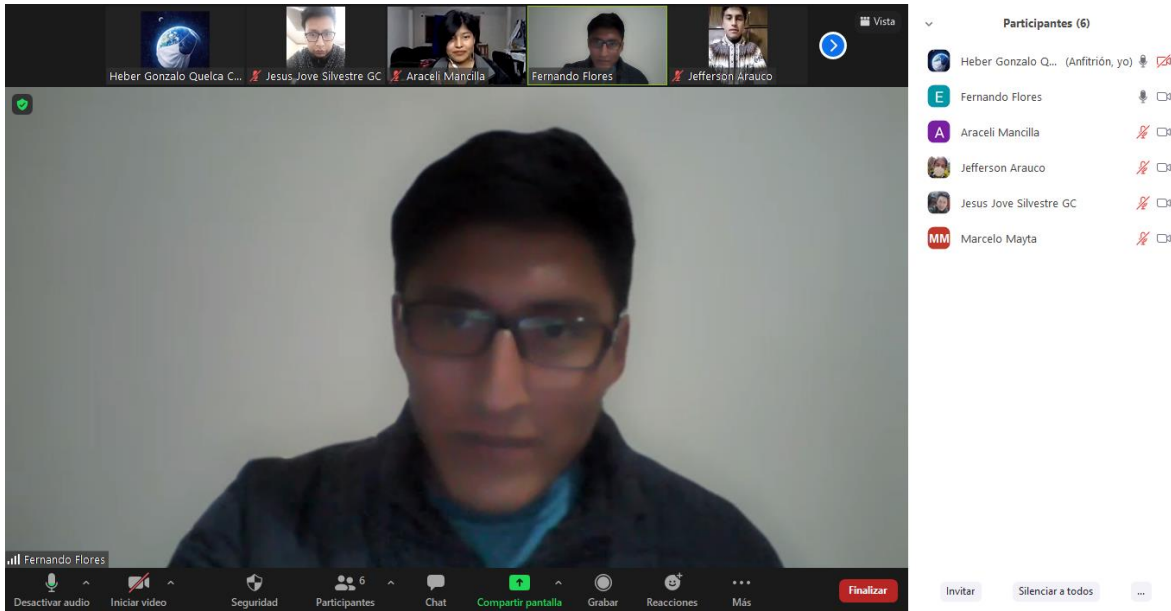 Heber Gonzalo Quelca C...
Jesus Jove Silvestre GC
Araceli Mancilla
Fernando Flores
Jefferson Arauco
Vista
Fernando Flores
Desactivar audio
Iniciar video
Seguridad
6
Participantes
Chat
Compartir pantalla
Grabar
Reacciones
Más
Finalizar
Participantes (6)
Heber Gonzalo Q... (Anfitrión, yo)
E Fernando Flores
A Araceli Mancilla
Jefferson Arauco
Jesus Jove Silvestre GC
MM Marcelo Mayta
Invitar
Silenciar a todos
...